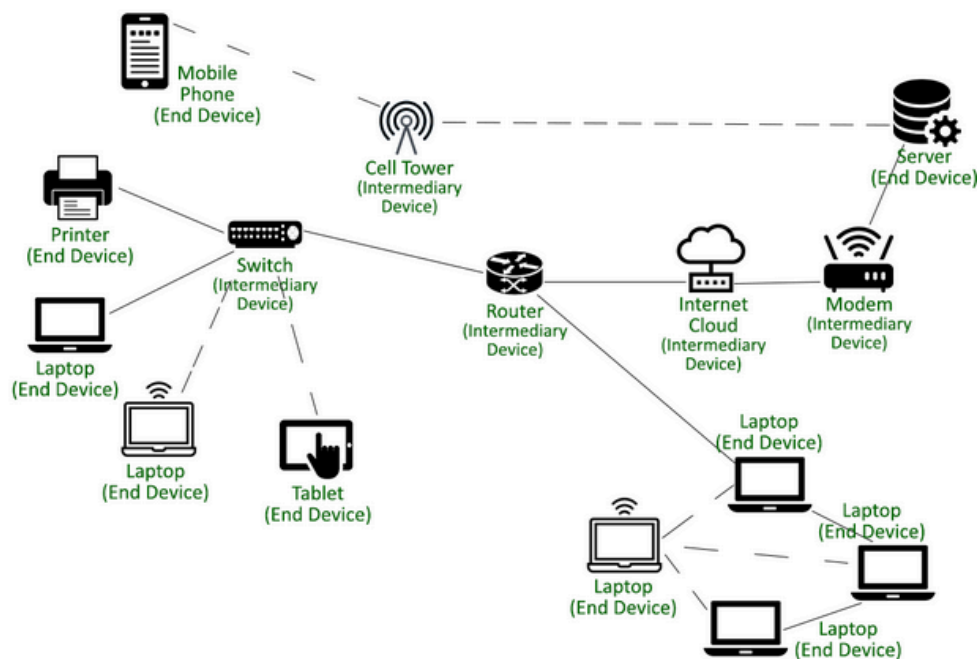 Mobile
Phone
(End Device)
Cell Tower
(Intermediary
Device)
Server
(End Device)
Printer
(End Device)
Switch
(Intermediary
Device)
Router
(Intermediary
Device)
Internet
Cloud
(Intermediary
Device)
Modem
(Intermediary
Device)
Laptop
(End Device)
Laptop
(End Device)
Tablet
(End Device)
Laptop
(End Device)
Laptop
(End Device)
Laptop
(End Device)
Laptop
(End Device)